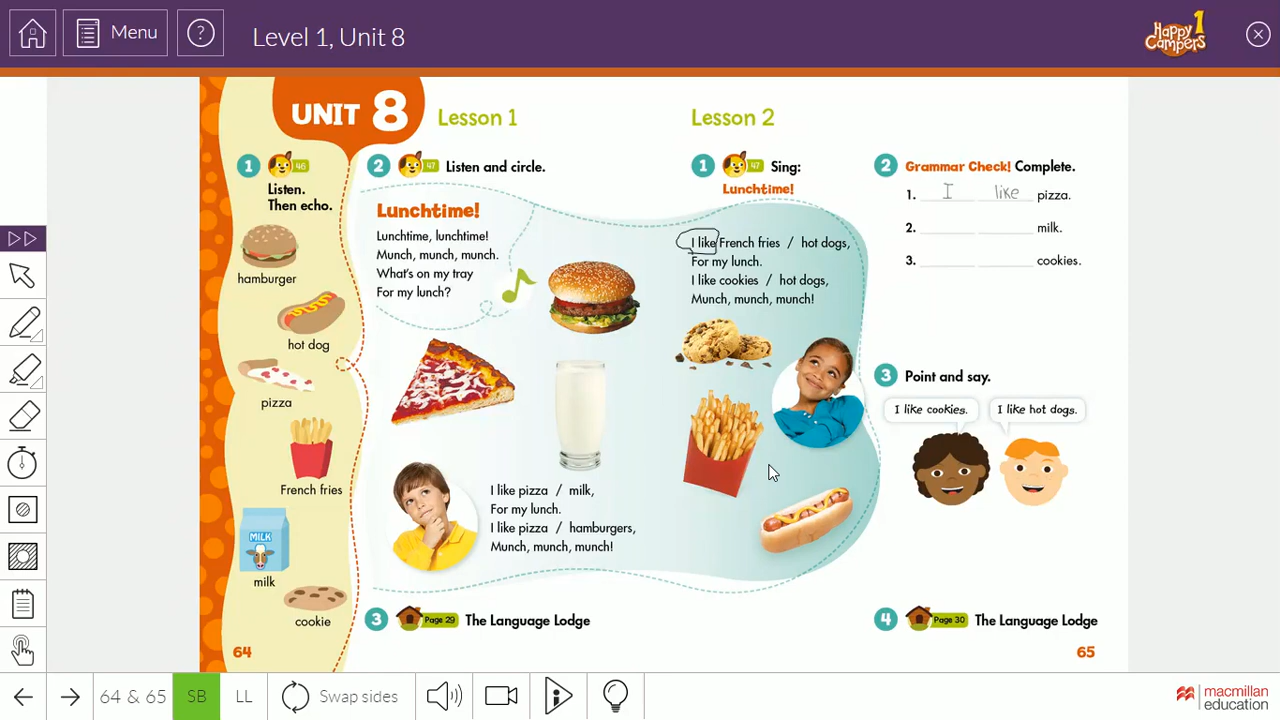 Menu
?
Level 1, Unit 8
Happy Campers 1
UNIT 8
Lesson 1
Lesson 2
1
46
Listen.
Then echo.
hamburger
hot dog
pizza
French fries
MILK
milk
cookie
64
2
47
Listen and circle.
Lunchtime!
Lunchtime, lunchtime!
Munch, munch, munch.
What's on my tray
For my lunch?
I like pizza / milk,
For my lunch.
I like pizza / hamburgers,
Munch, munch, munch!
3
Page 29
The Language Lodge
1
47
Sing:
Lunchtime!
I like French fries / hot dogs,
For my lunch.
I like cookies / hot dogs,
Munch, munch, munch!
2
Grammar Check! Complete.
1. I like pizza.
2. milk.
3. cookies.
3
Point and say.
I like cookies.
I like hot dogs.
4
Page 30
The Language Lodge
65
64 & 65
SB
LL
Swap sides
macmillan
education